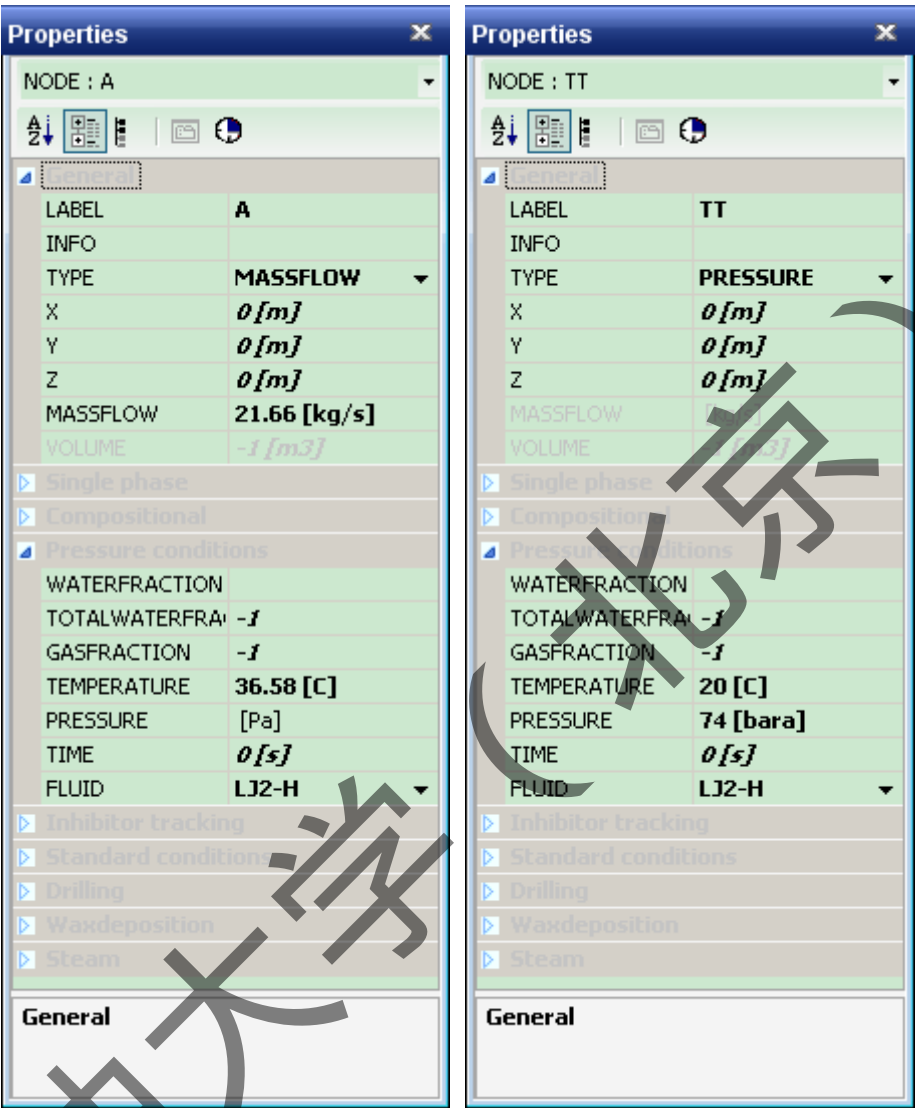 Properties
NODE : A
General
LABEL A
INFO
TYPE MASSFLOW
X 0 [m]
Y 0 [m]
Z 0 [m]
MASSFLOW 21.66 [kg/s]
VOLUME -1 [m3]
Single phase
Compositional
Pressure conditions
WATERFRACTION
TOTALWATERFRA -1
GASFRACTION -1
TEMPERATURE 36.58 [C]
PRESSURE [Pa]
TIME 0 [s]
FLUID LJ2-H
Inhibitor tracking
Standard conditions
Drilling
Waxdeposition
Steam
General
Properties
NODE : TT
General
LABEL TT
INFO
TYPE PRESSURE
X 0 [m]
Y 0 [m]
Z 0 [m]
MASSFLOW [kg/s]
VOLUME -1 [m3]
Single phase
Compositional
Pressure conditions
WATERFRACTION
TOTALWATERFRA -1
GASFRACTION -1
TEMPERATURE 20 [C]
PRESSURE 74 [bara]
TIME 0 [s]
FLUID LJ2-H
Inhibitor tracking
Standard conditions
Drilling
Waxdeposition
Steam
General
大学(北京)